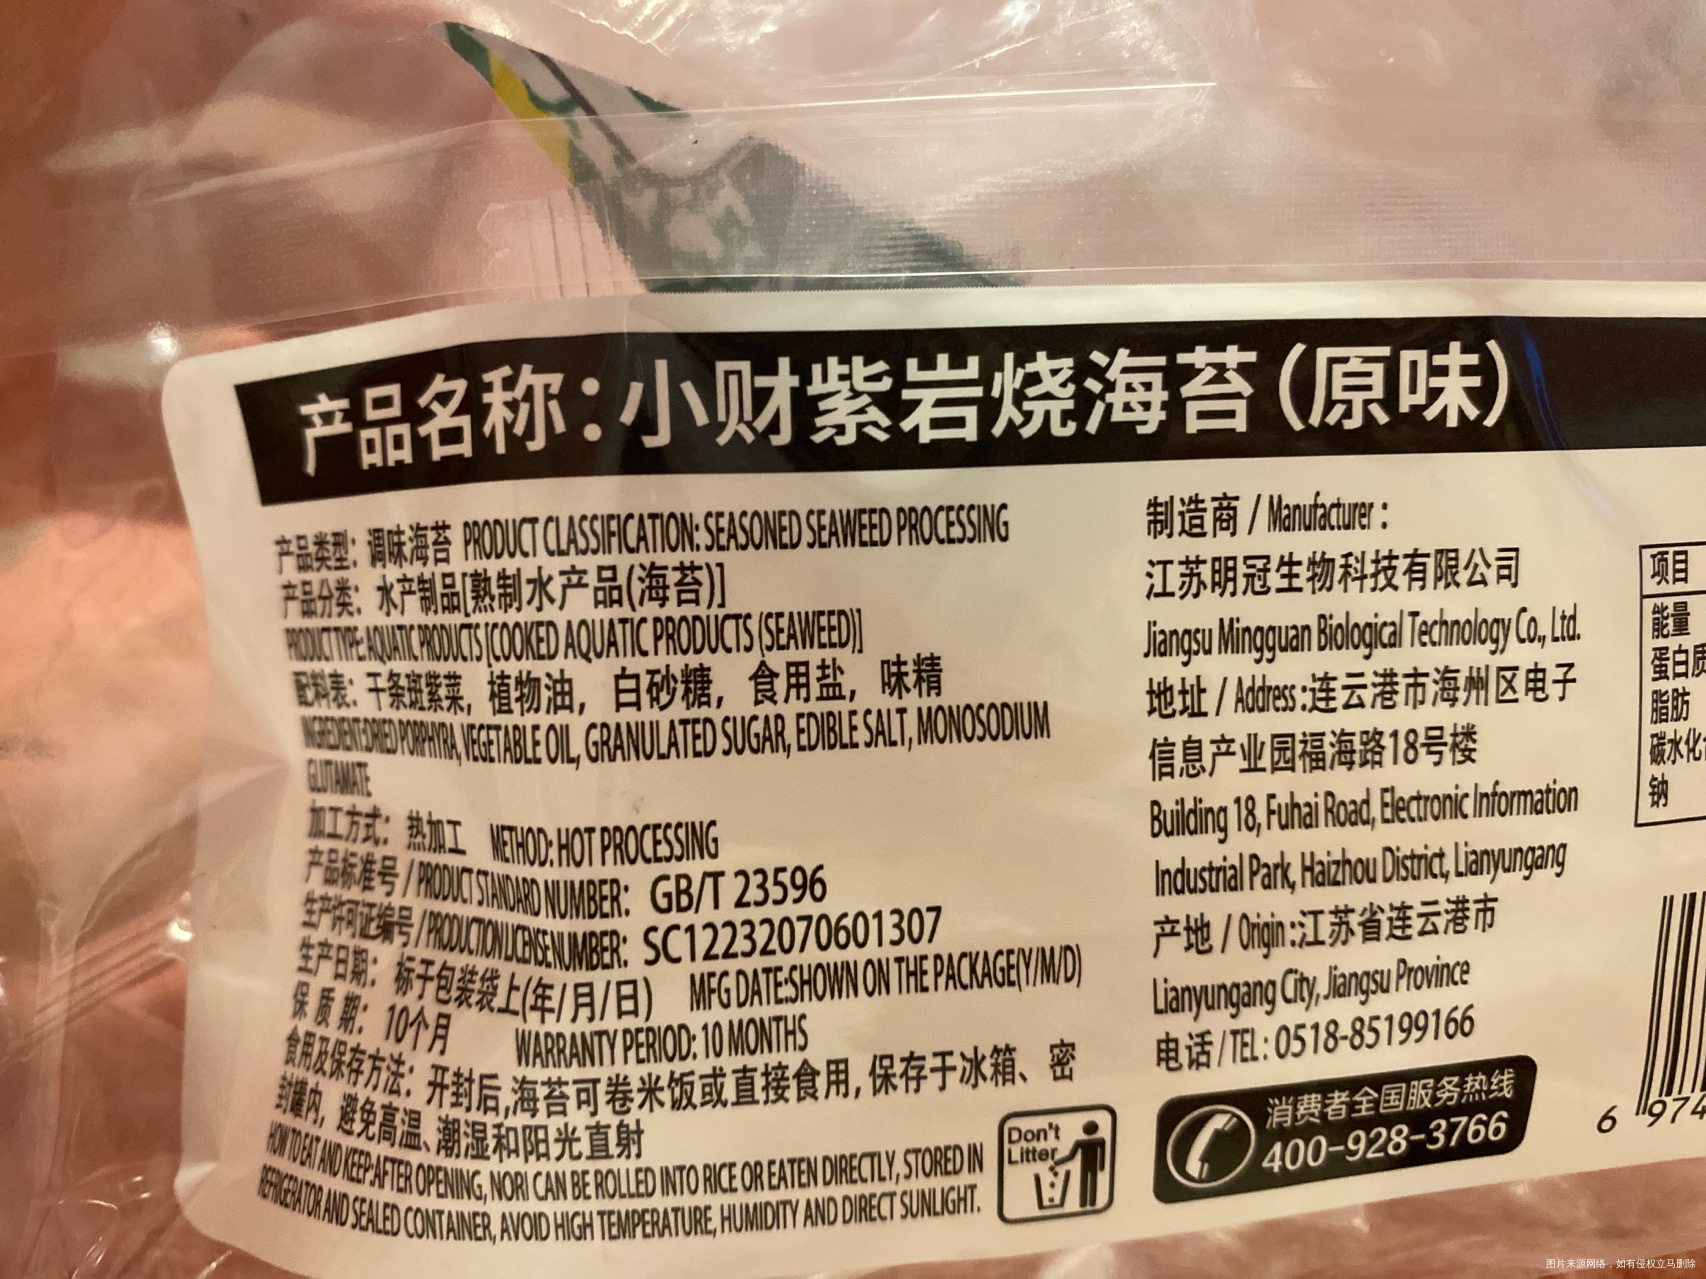 产品名称：小财紫岩烧海苔(原味)
产品类型：调味海苔 PRODUCT CLASSIFICATION: SEASONED SEAWEED PROCESSING
产品分类：水产制品[熟制水产品(海苔)]
PRODUCT TYPE: AQUATIC PRODUCTS [COOKED AQUATIC PRODUCTS (SEAWEED)]
配料表：干条斑紫菜，植物油，白砂糖，食用盐，味精
INGREDIENT:DRIED PORPHYRA, VEGETABLE OIL, GRANULATED SUGAR, EDIBLE SALT, MONOSODIUM
GLUTAMATE
加工方式：热加工 METHOD: HOT PROCESSING
产品标准号 / PRODUCT STANDARD NUMBER： GB/T 23596
生产许可证编号 / PRODUCTION LICENSE NUMBER： SC12232070601307
生产日期：标于包装袋上(年/月/日) MFG DATE:SHOWN ON THE PACKAGE(Y/M/D)
保 质 期：10个月 WARRANTY PERIOD: 10 MONTHS
食用及保存方法：开封后,海苔可卷米饭或直接食用,保存于冰箱、密
封罐内，避免高温、潮湿和阳光直射
HOW TO EAT AND KEEP:AFTER OPENING, NORI CAN BE ROLLED INTO RICE OR EATEN DIRECTLY, STORED IN
REFRIGERATOR AND SEALED CONTAINER, AVOID HIGH TEMPERATURE, HUMIDITY AND DIRECT SUNLIGHT.
Don't
Litter
制造商 / Manufacturer：
江苏明冠生物科技有限公司
Jiangsu Mingguan Biological Technology Co., Ltd.
地址 / Address:连云港市海州区电子
信息产业园福海路18号楼
Building 18, Fuhai Road, Electronic Information
Industrial Park, Haizhou District, Lianyungang
产地 / Origin:江苏省连云港市
Lianyungang City, Jiangsu Province
电话 / TEL: 0518-85199166
消费者全国服务热线
400-928-3766
项目
能量
蛋白质
脂肪
碳水化
钠
6 974
图片来源网络，如有侵权立马删除